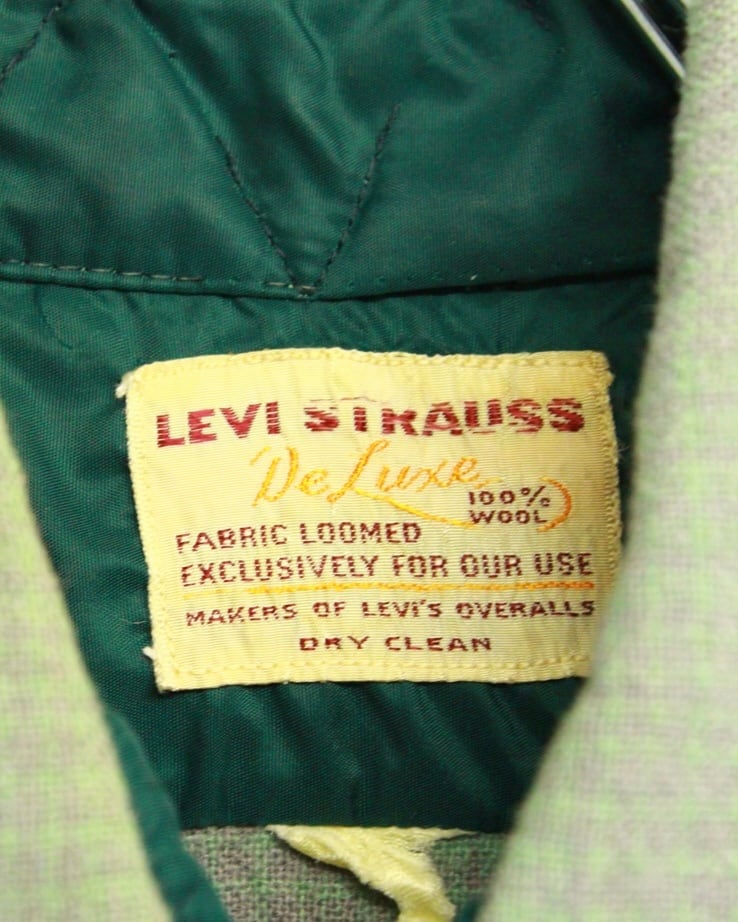 LEVI STRAUSS
DeLuxe
100%
WOOL
FABRIC LOOMED
EXCLUSIVELY FOR OUR USE
MAKERS OF LEVI'S OVERALLS
DRY CLEAN